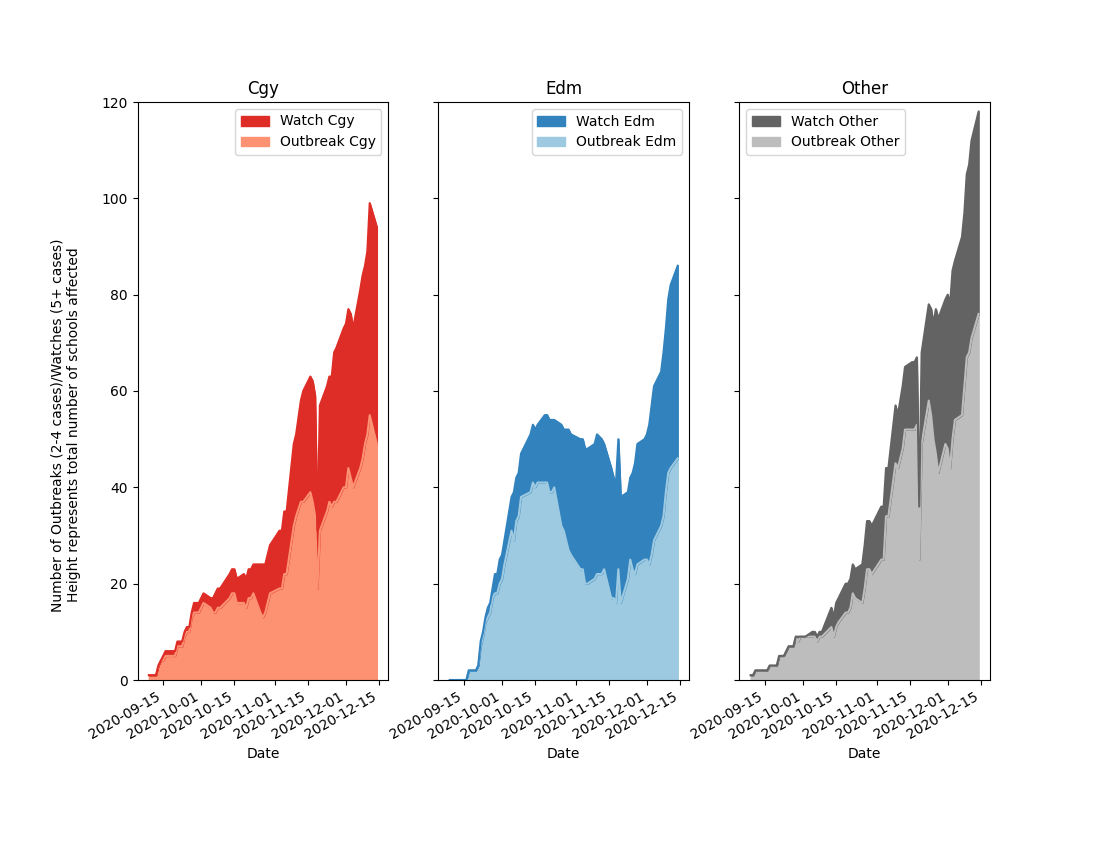 Cgy
Edm
Other
Watch Cgy
Outbreak Cgy
Watch Edm
Outbreak Edm
Watch Other
Outbreak Other
120
100
80
60
40
20
0
Number of Outbreaks (2-4 cases)/Watches (5+ cases)
Height represents total number of schools affected
2020-09-15
2020-10-01
2020-10-15
2020-11-01
2020-11-15
2020-12-01
2020-12-15
2020-09-15
2020-10-01
2020-10-15
2020-11-01
2020-11-15
2020-12-01
2020-12-15
2020-09-15
2020-10-01
2020-10-15
2020-11-01
2020-11-15
2020-12-01
2020-12-15
Date
Date
Date